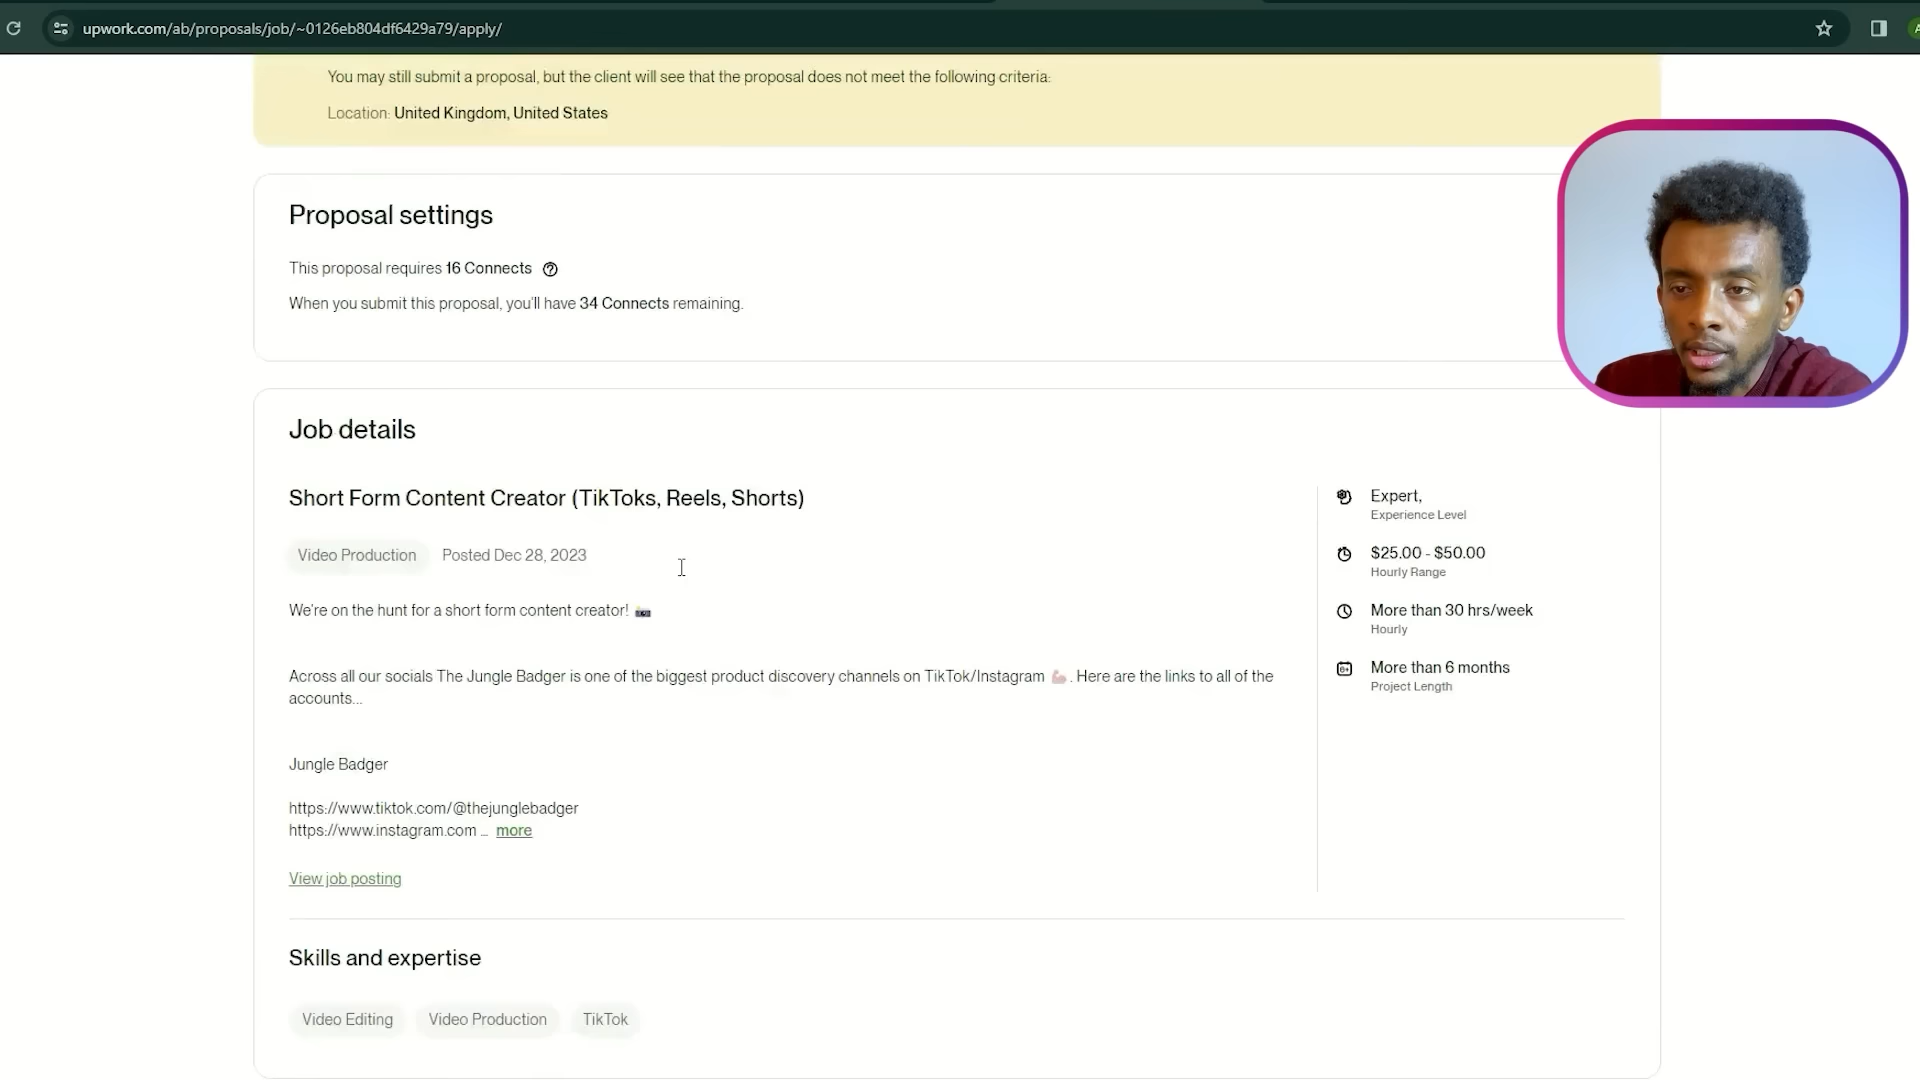 upwork.com/ab/proposals/job/~0126eb804df6429a79/apply/
You may still submit a proposal, but the client will see that the proposal does not meet the following criteria:
Location: United Kingdom, United States
Proposal settings
This proposal requires 16 Connects
When you submit this proposal, you'll have 34 Connects remaining.
Job details
Short Form Content Creator (TikToks, Reels, Shorts)
Video Production Posted Dec 28, 2023
We're on the hunt for a short form content creator! 📷
Across all our socials The Jungle Badger is one of the biggest product discovery channels on TikTok/Instagram 💪🏼. Here are the links to all of the
accounts...
Jungle Badger
https://www.tiktok.com/@thejunglebadger
https://www.instagram.com ... more
View job posting
Expert,
Experience Level
$25.00 - $50.00
Hourly Range
More than 30 hrs/week
Hourly
More than 6 months
Project Length
Skills and expertise
Video Editing Video Production TikTok